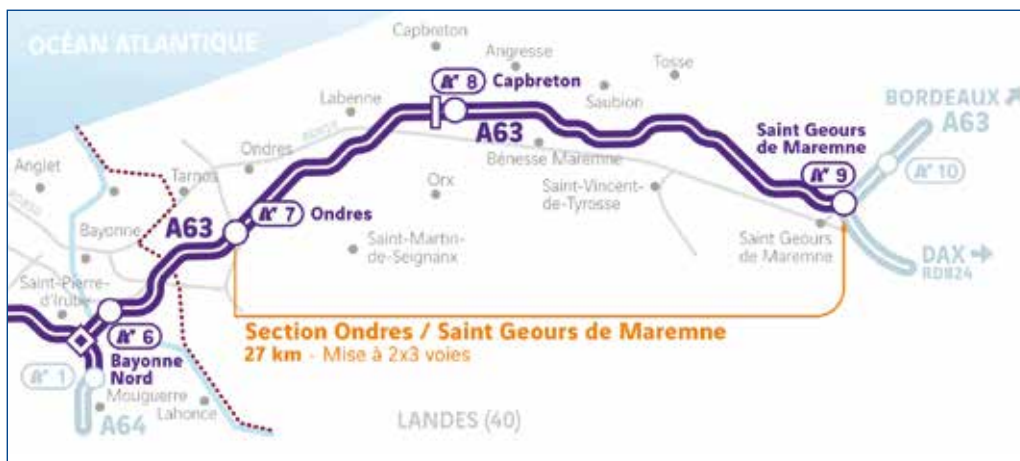 OCÉAN ATLANTIQUE
Capbreton
Angresse
Tosse
8 Capbreton
Saubion
BORDEAUX
A63
Labenne
A63
Saint Geours
de Maremne
Anglet
Ondres
Bénesse Maremne
9
10
Tarnos
Orx
Saint-Vincent-
de-Tyrosse
A63
7 Ondres
Bayonne
Saint-Martin-
de-Seignanx
Saint Geours
de Maremne
DAX
RD824
Saint-Pierre-
d'Irube
Section Ondres / Saint Geours de Maremne
27 km - Mise à 2x3 voies
6
Bayonne
Nord
1
Mouguerre
Lahonce
A64
LANDES (40)